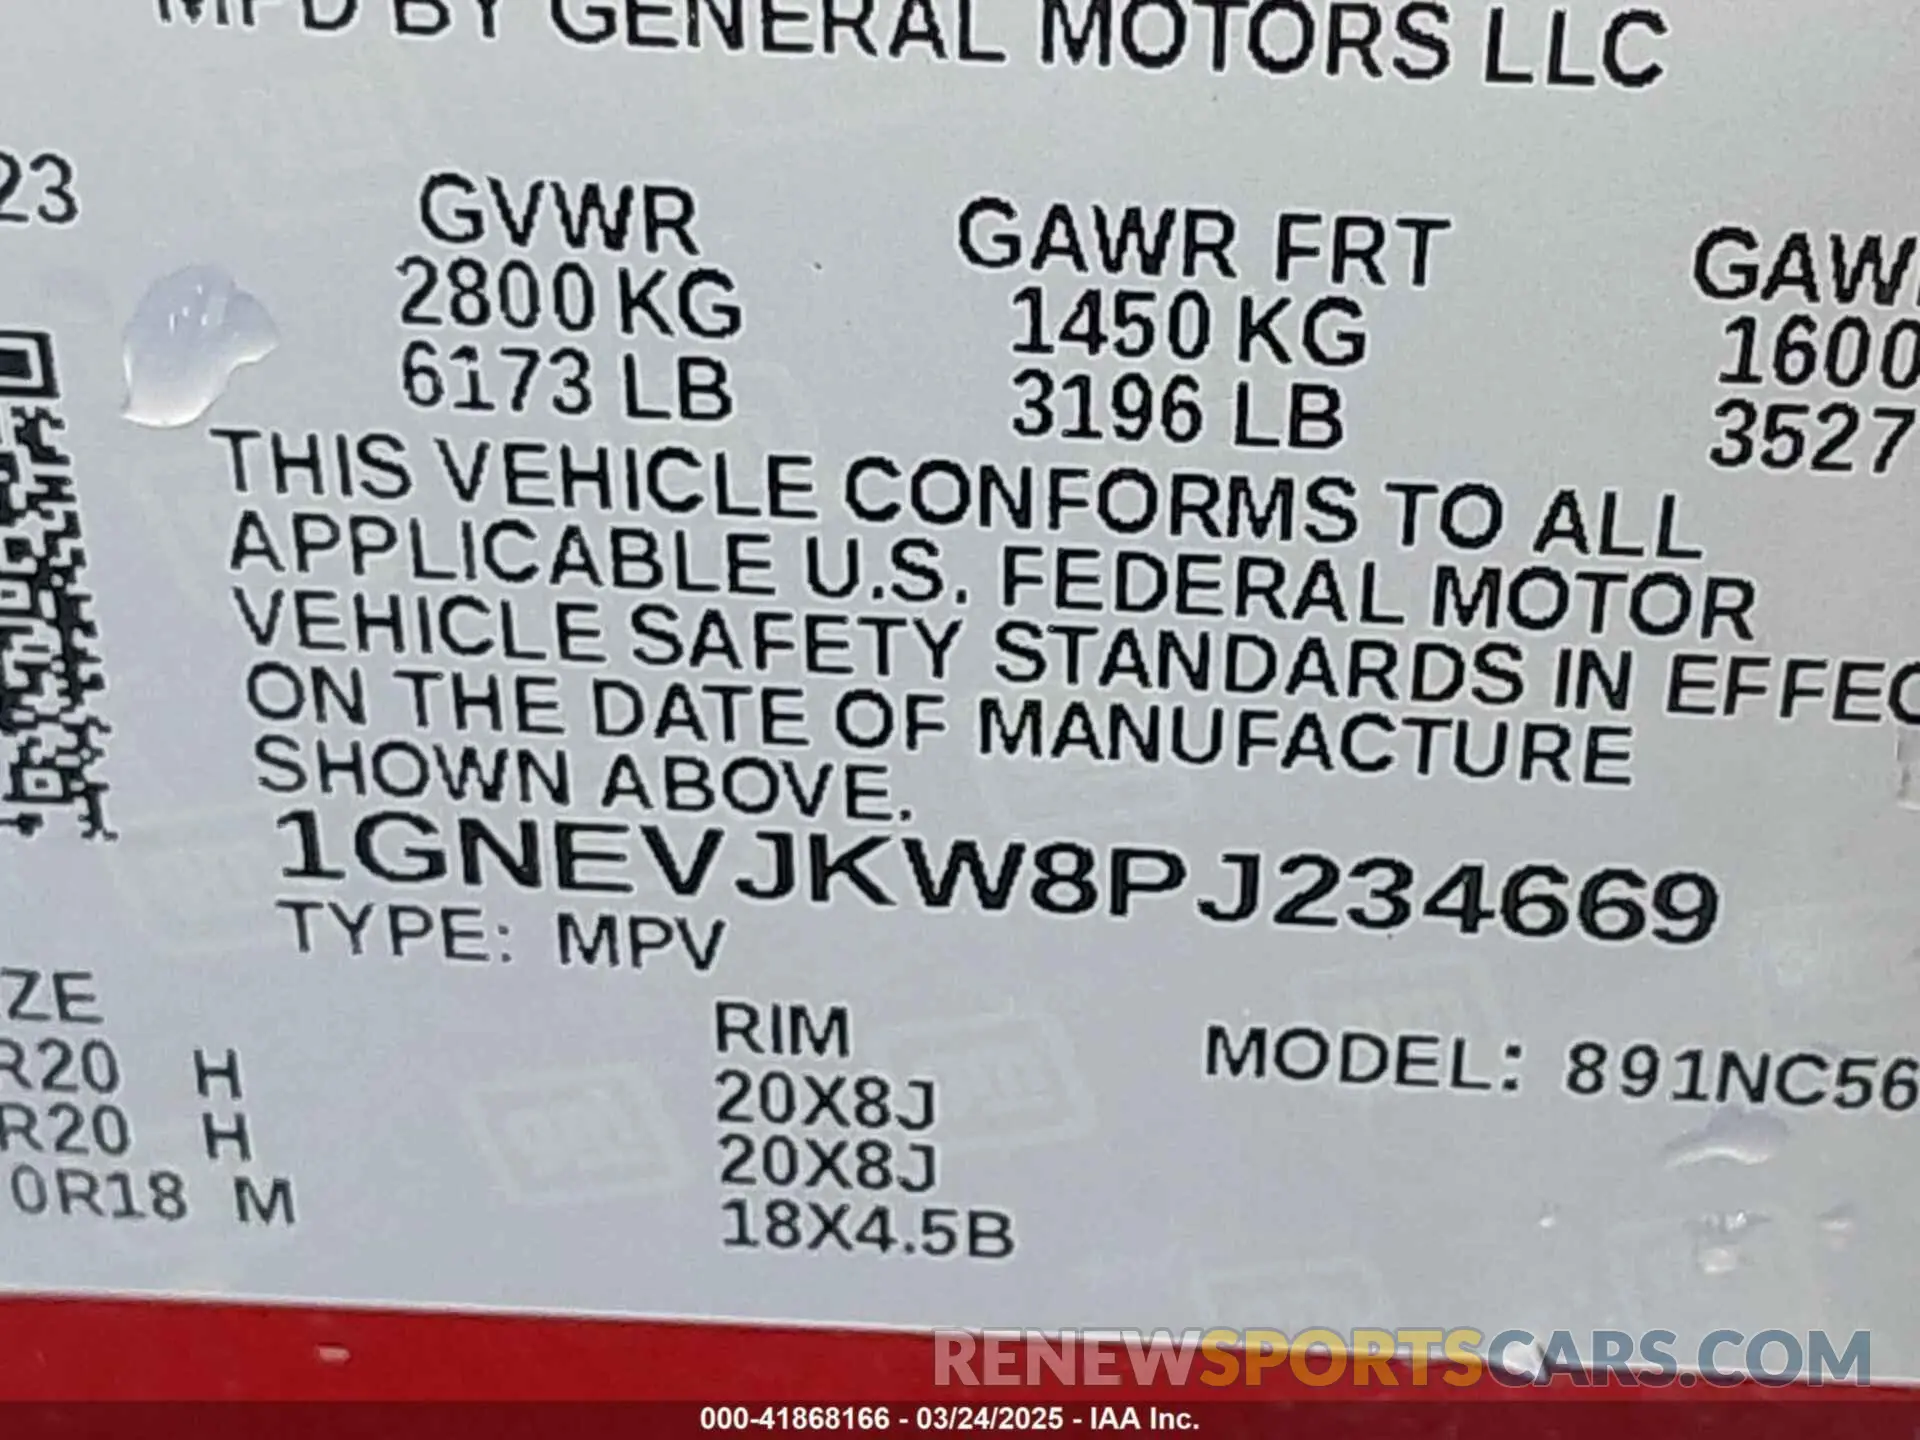 MFD BY GENERAL MOTORS LLC
23
GVWR GAWR FRT GAWR
2800 KG 1450 KG 1600
6173 LB 3196 LB 3527
THIS VEHICLE CONFORMS TO ALL
APPLICABLE U.S. FEDERAL MOTOR
VEHICLE SAFETY STANDARDS IN EFFEC
ON THE DATE OF MANUFACTURE
SHOWN ABOVE.
1GNEVJKW8PJ234669
TYPE: MPV
ZE RIM MODEL: 891NC56
R20 H 20X8J
R20 H 20X8J
0R18 M 18X4.5B
RENEWSPORTSCARS.COM
000-41868166 - 03/24/2025 - IAA Inc.